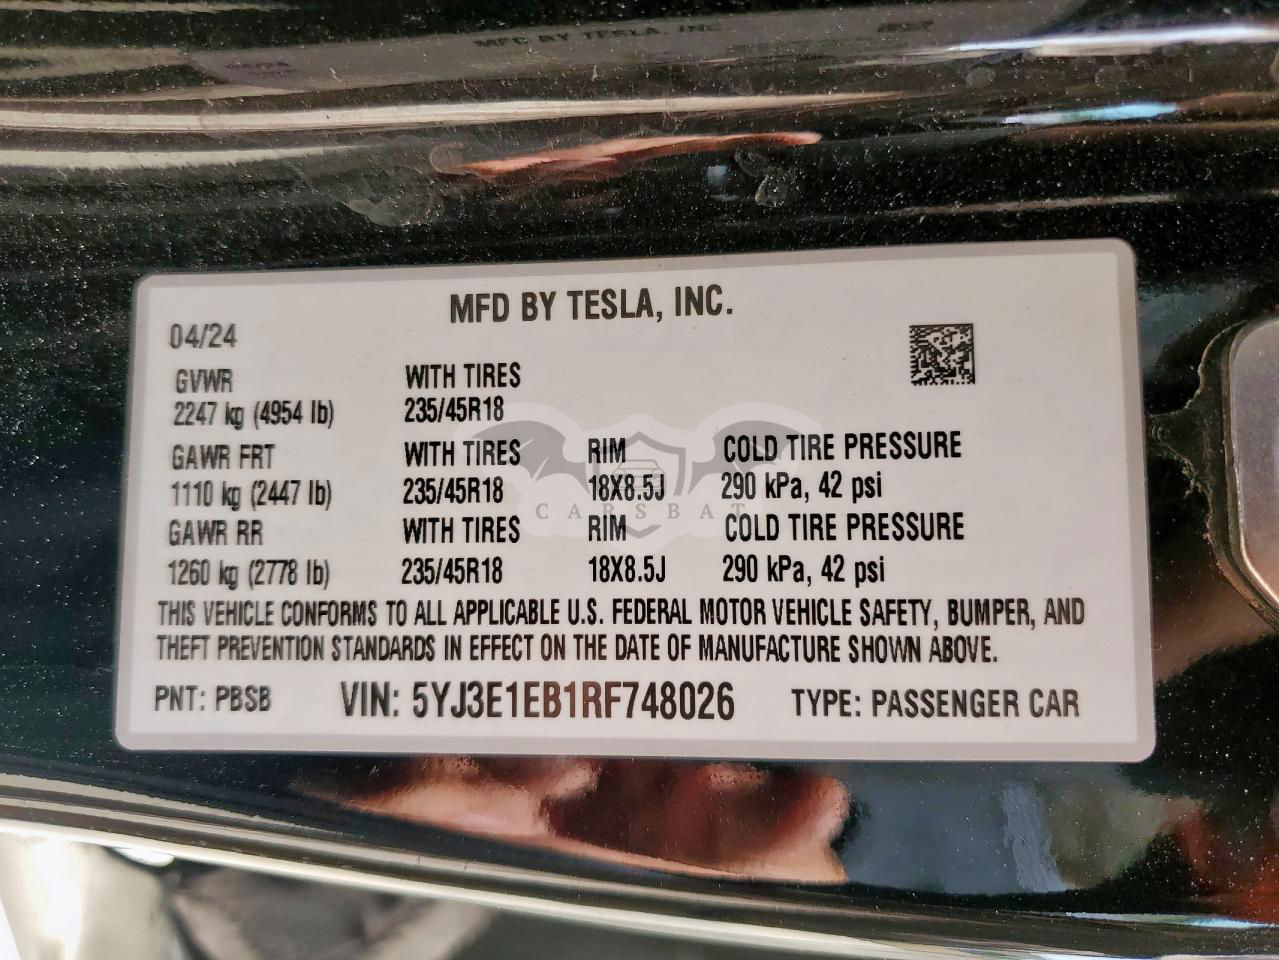 MFD BY TESLA, INC.
04/24
GVWR WITH TIRES
2247 kg (4954 lb) 235/45R18
GAWR FRT WITH TIRES RIM COLD TIRE PRESSURE
1110 kg (2447 lb) 235/45R18 18X8.5J 290 kPa, 42 psi
CARSBAT
GAWR RR WITH TIRES RIM COLD TIRE PRESSURE
1260 kg (2778 lb) 235/45R18 18X8.5J 290 kPa, 42 psi
THIS VEHICLE CONFORMS TO ALL APPLICABLE U.S. FEDERAL MOTOR VEHICLE SAFETY, BUMPER, AND
THEFT PREVENTION STANDARDS IN EFFECT ON THE DATE OF MANUFACTURE SHOWN ABOVE.
PNT: PBSB VIN: 5YJ3E1EB1RF748026 TYPE: PASSENGER CAR